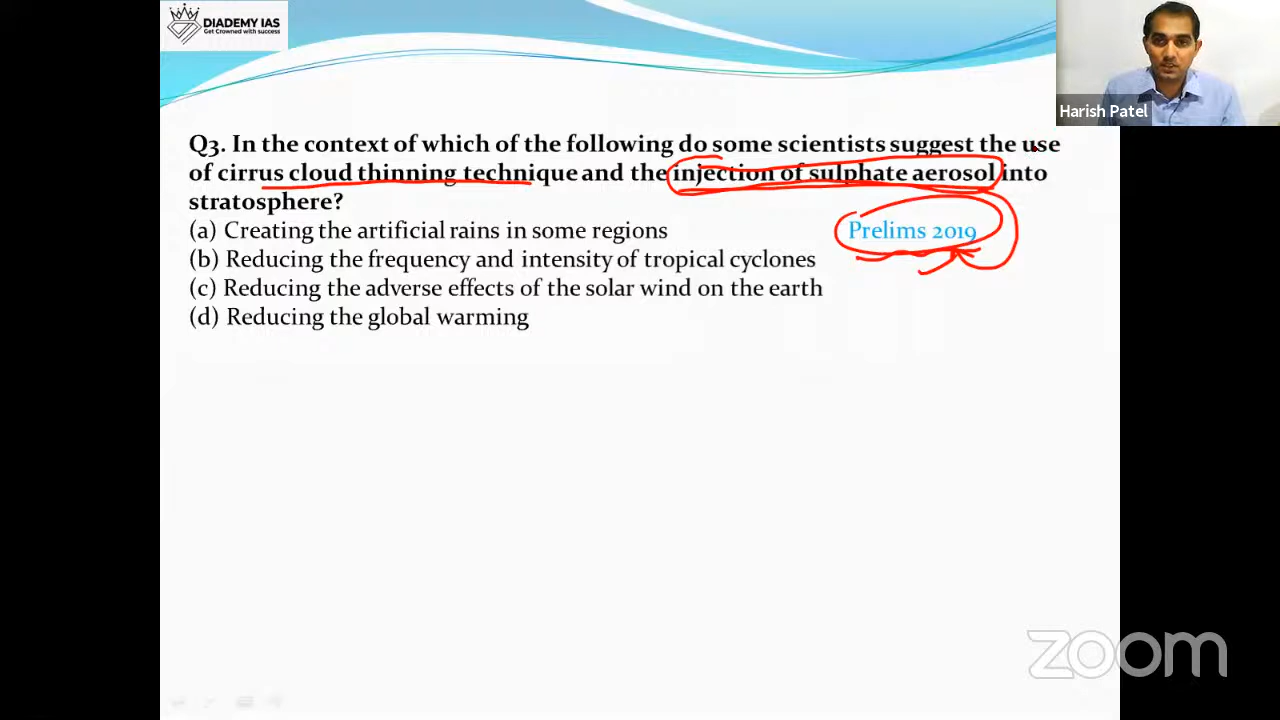 DIADEMY IAS
Get Crowned with success
Harish Patel
Q3. In the context of which of the following do some scientists suggest the use
of cirrus cloud thinning technique and the injection of sulphate aerosol into
stratosphere?
(a) Creating the artificial rains in some regions
Prelims 2019
(b) Reducing the frequency and intensity of tropical cyclones
(c) Reducing the adverse effects of the solar wind on the earth
(d) Reducing the global warming
zoom